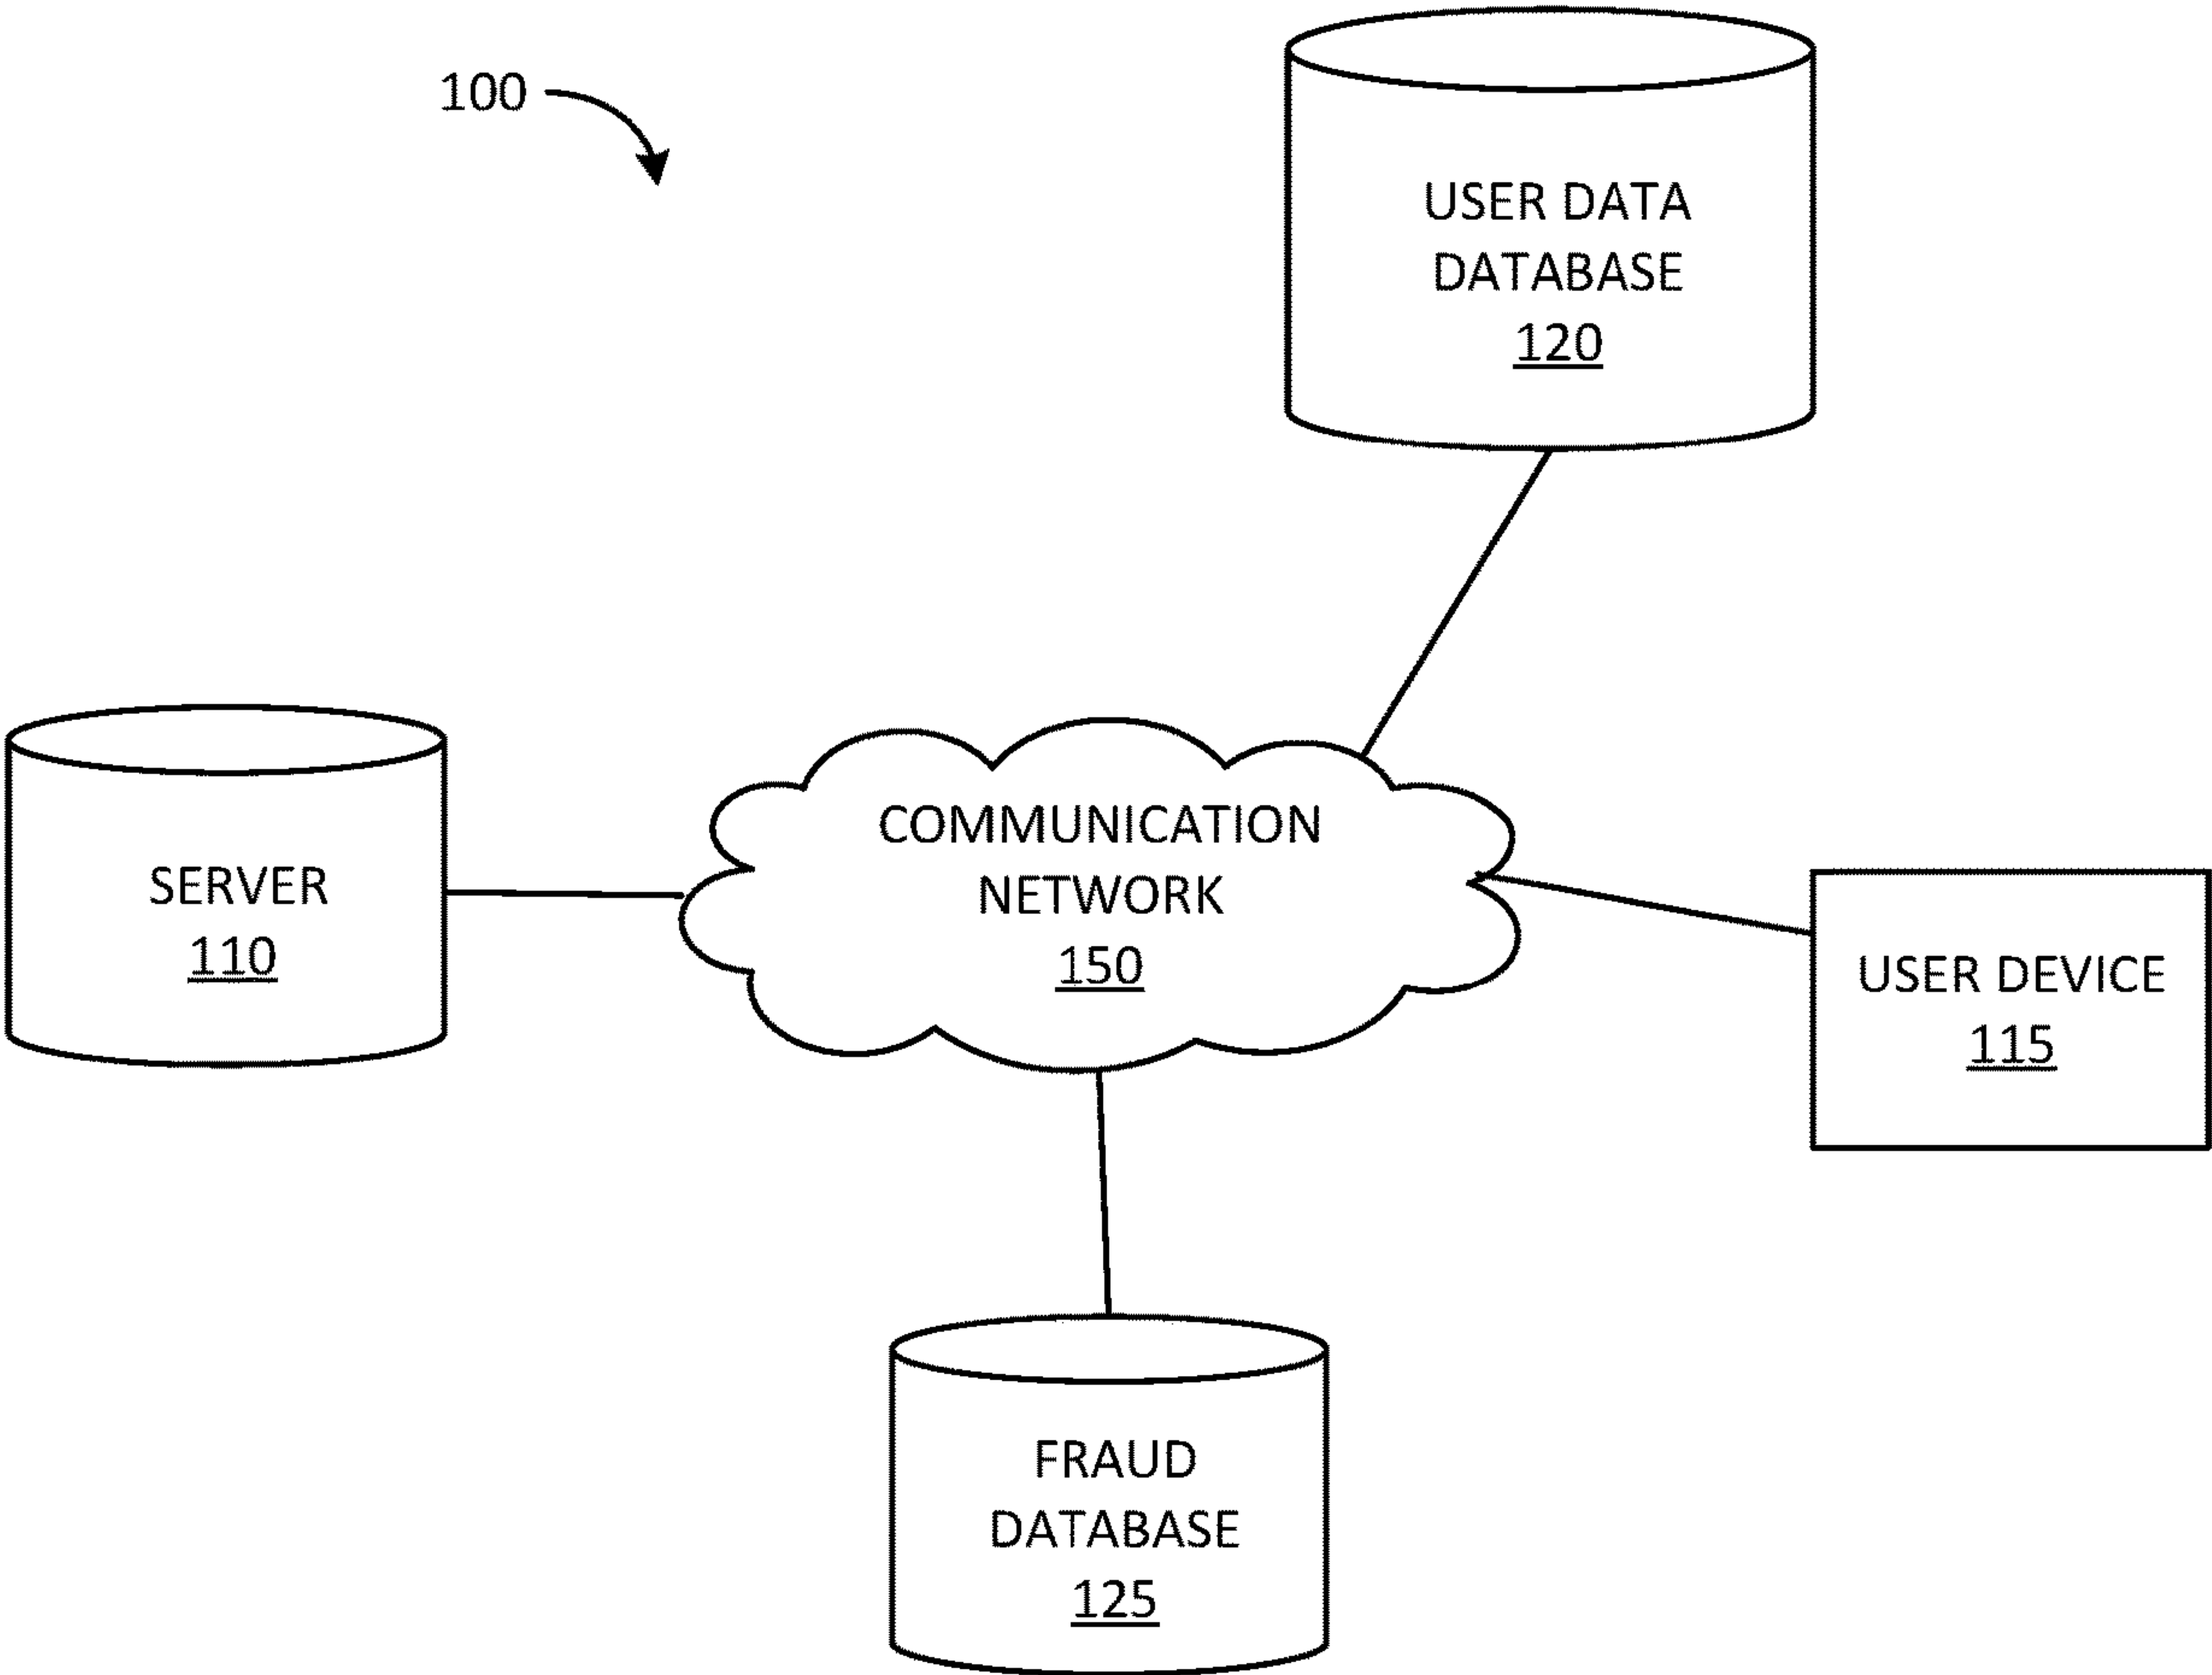 100
USER DATA
DATABASE
120
SERVER
110
COMMUNICATION
NETWORK
150
USER DEVICE
115
FRAUD
DATABASE
125